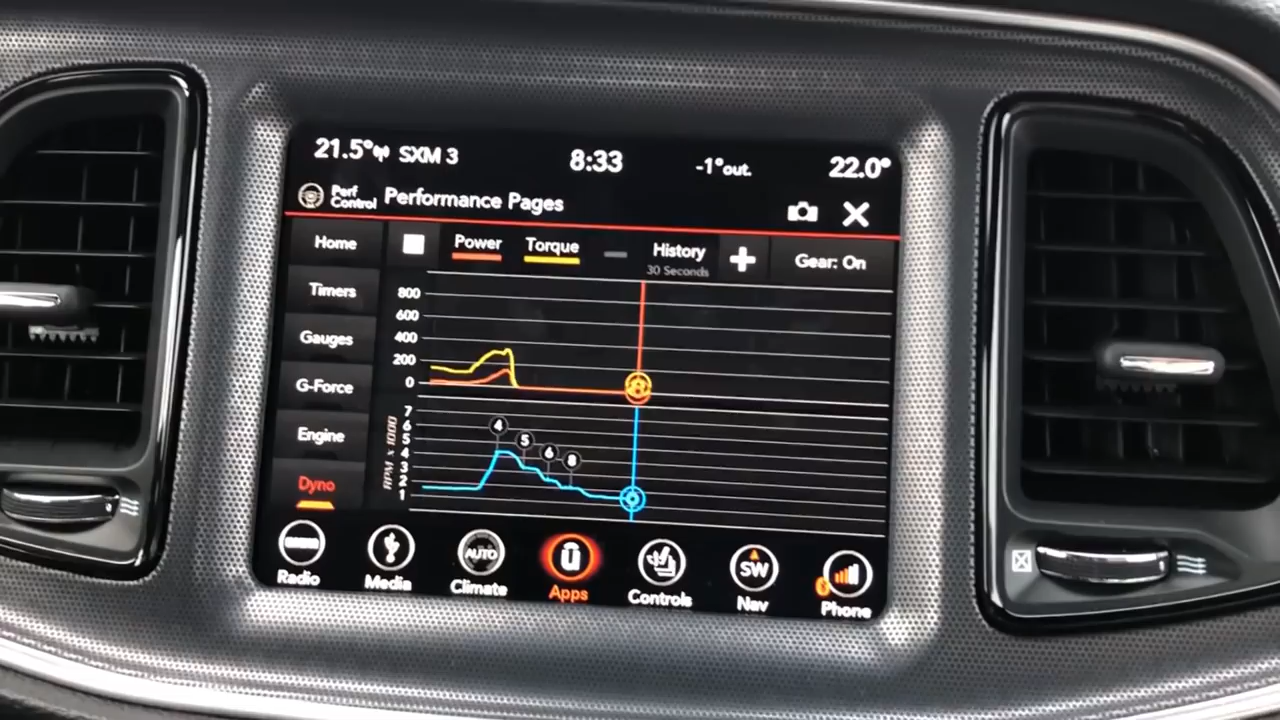 21.5° SXM 3 8:33 -1°out. 22.0°
Perf Control Performance Pages
Home Power Torque History Gear: On
30 Seconds
Timers
Gauges
G-Force
Engine
Dyno
800
600
400
200
0
RPM x 1000
7
6
5
4
3
2
1
4 5 6 8
AUTO SW
Radio Media Climate Apps Controls Nav Phone